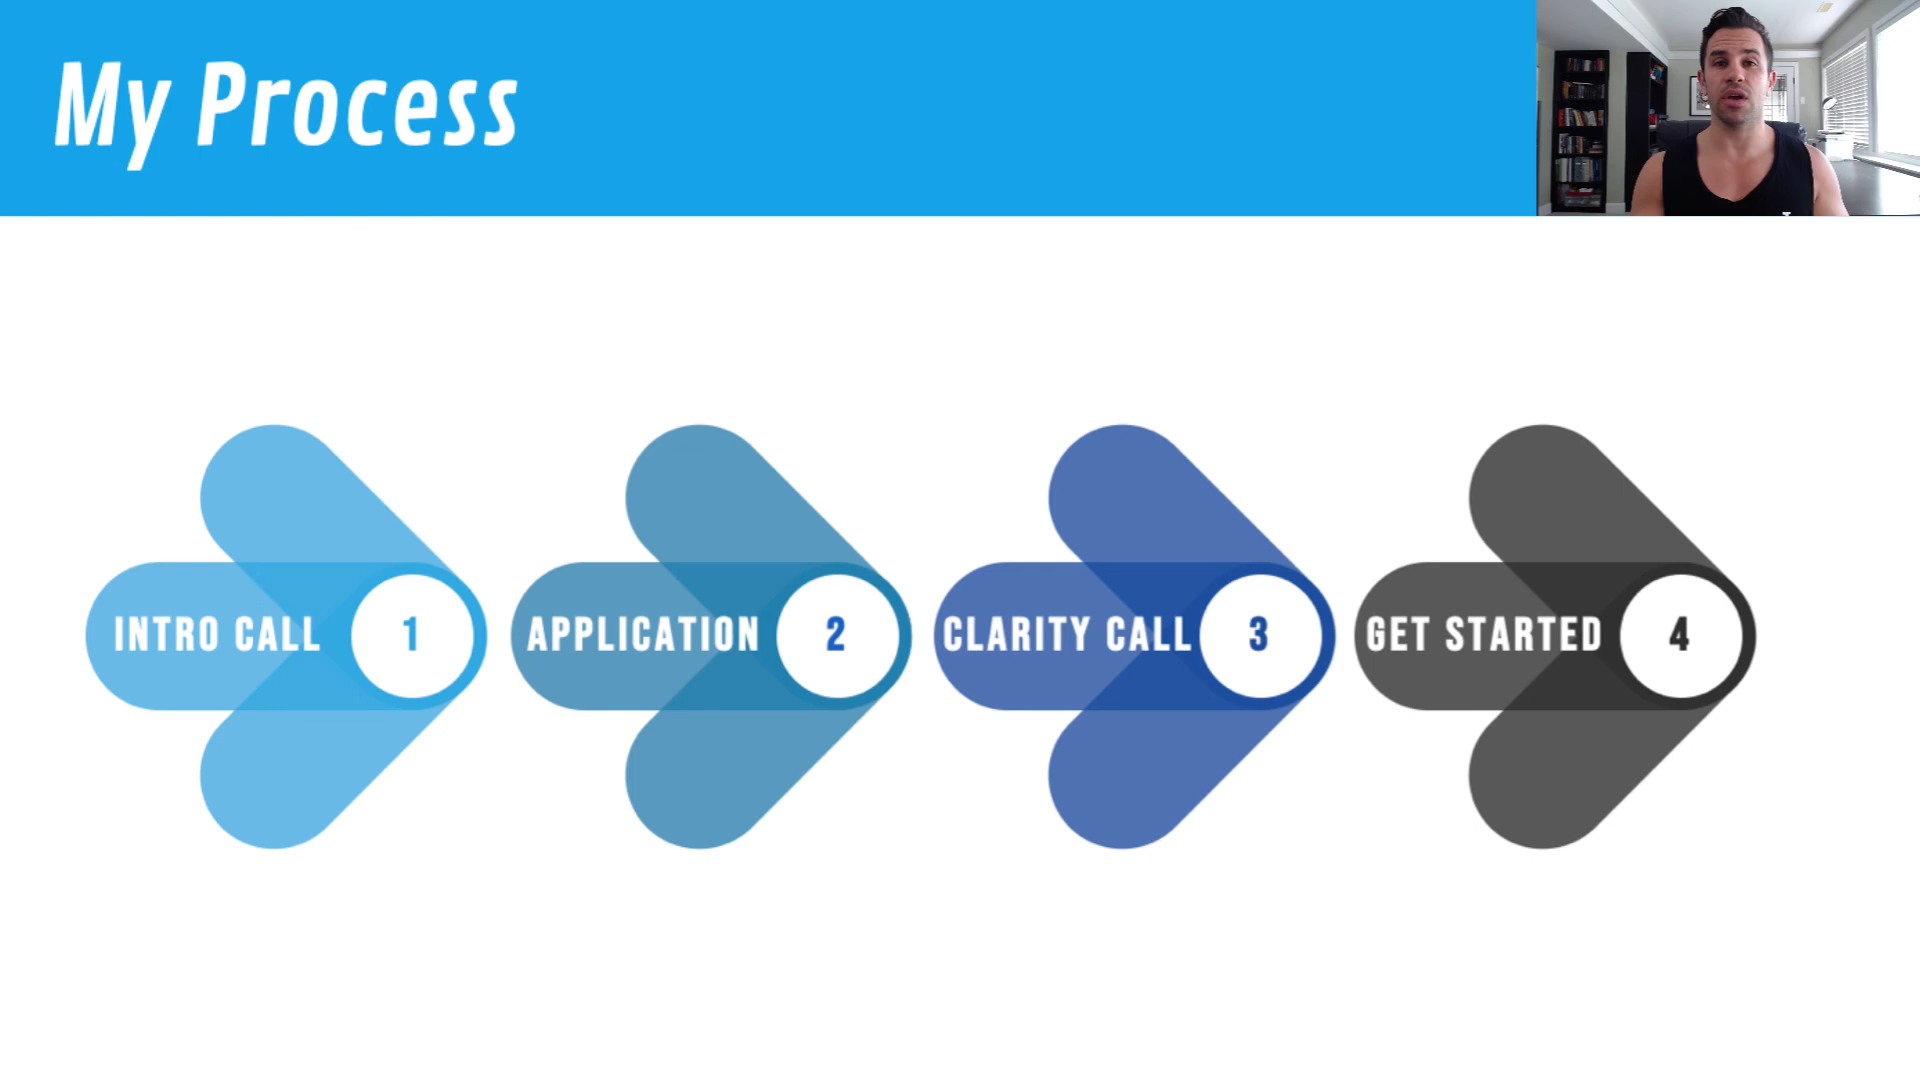 My Process
INTRO CALL 1
APPLICATION 2
CLARITY CALL 3
GET STARTED 4